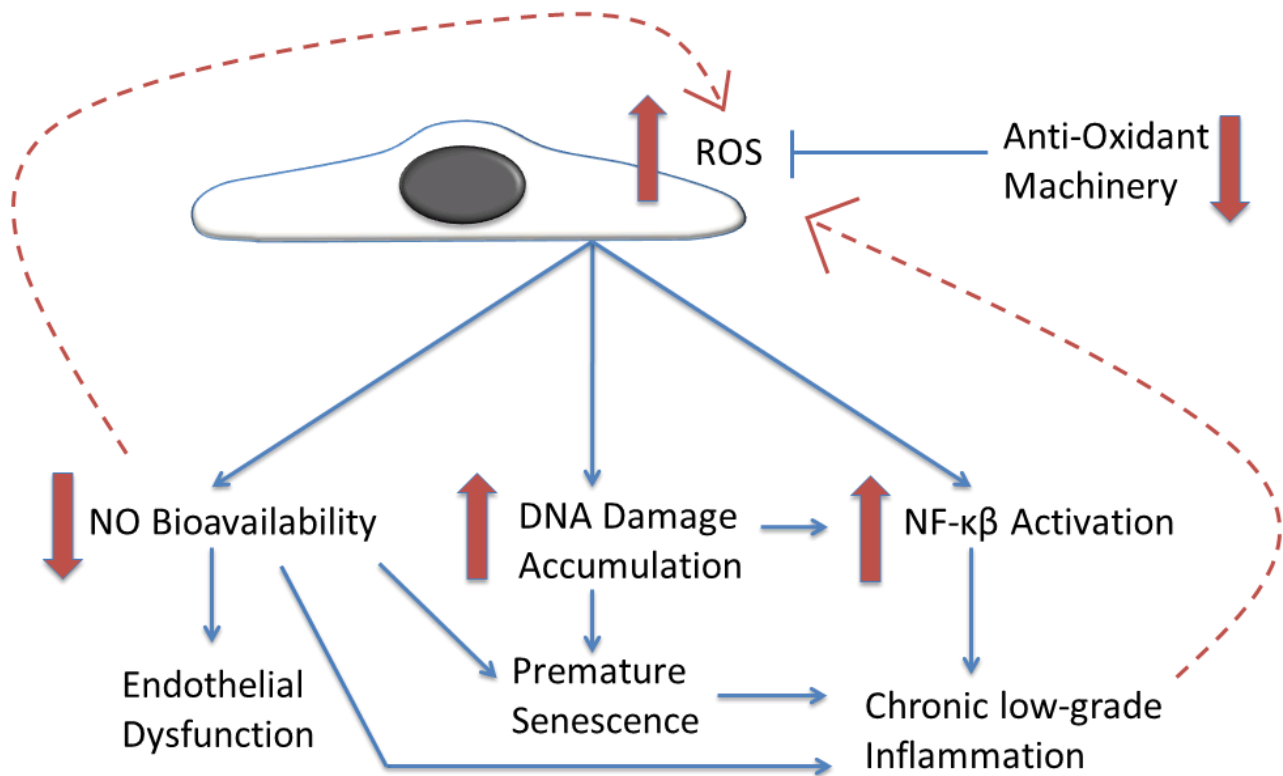 ROS
Anti-Oxidant
Machinery
NO Bioavailability
DNA Damage
Accumulation
NF-κβ Activation
Endothelial
Dysfunction
Premature
Senescence
Chronic low-grade
Inflammation